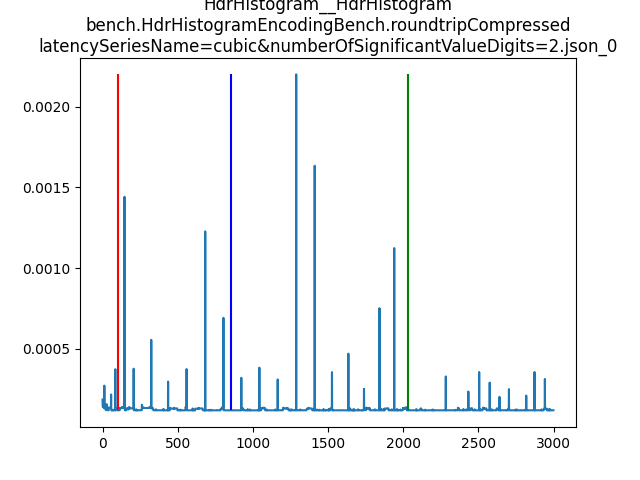 HdrHistogram__HdrHistogram
bench.HdrHistogramEncodingBench.roundtripCompressed
latencySeriesName=cubic&numberOfSignificantValueDigits=2.json_0
0.0020
0.0015
0.0010
0.0005
0 500 1000 1500 2000 2500 3000